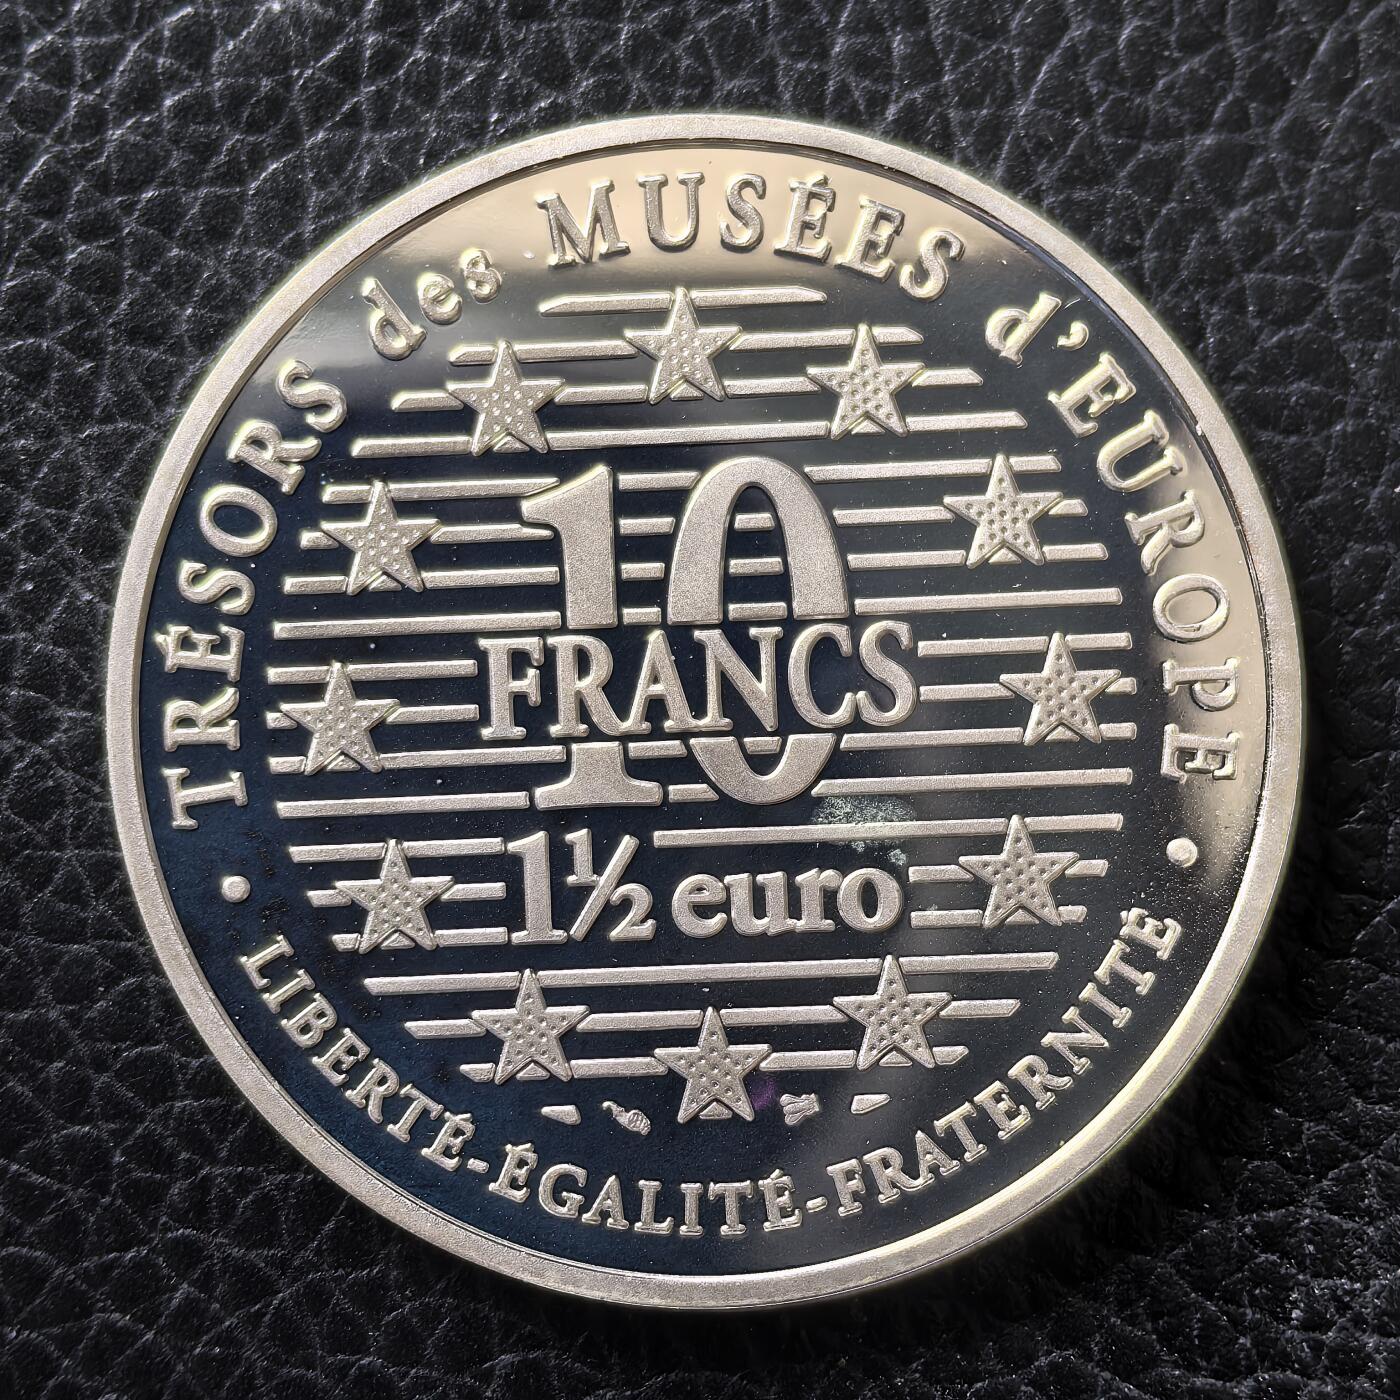 TRÉSORS des MUSÉES d'EUROPE
10
FRANCS
1½ euro
LIBERTÉ-ÉGALITÉ-FRATERNITÉ